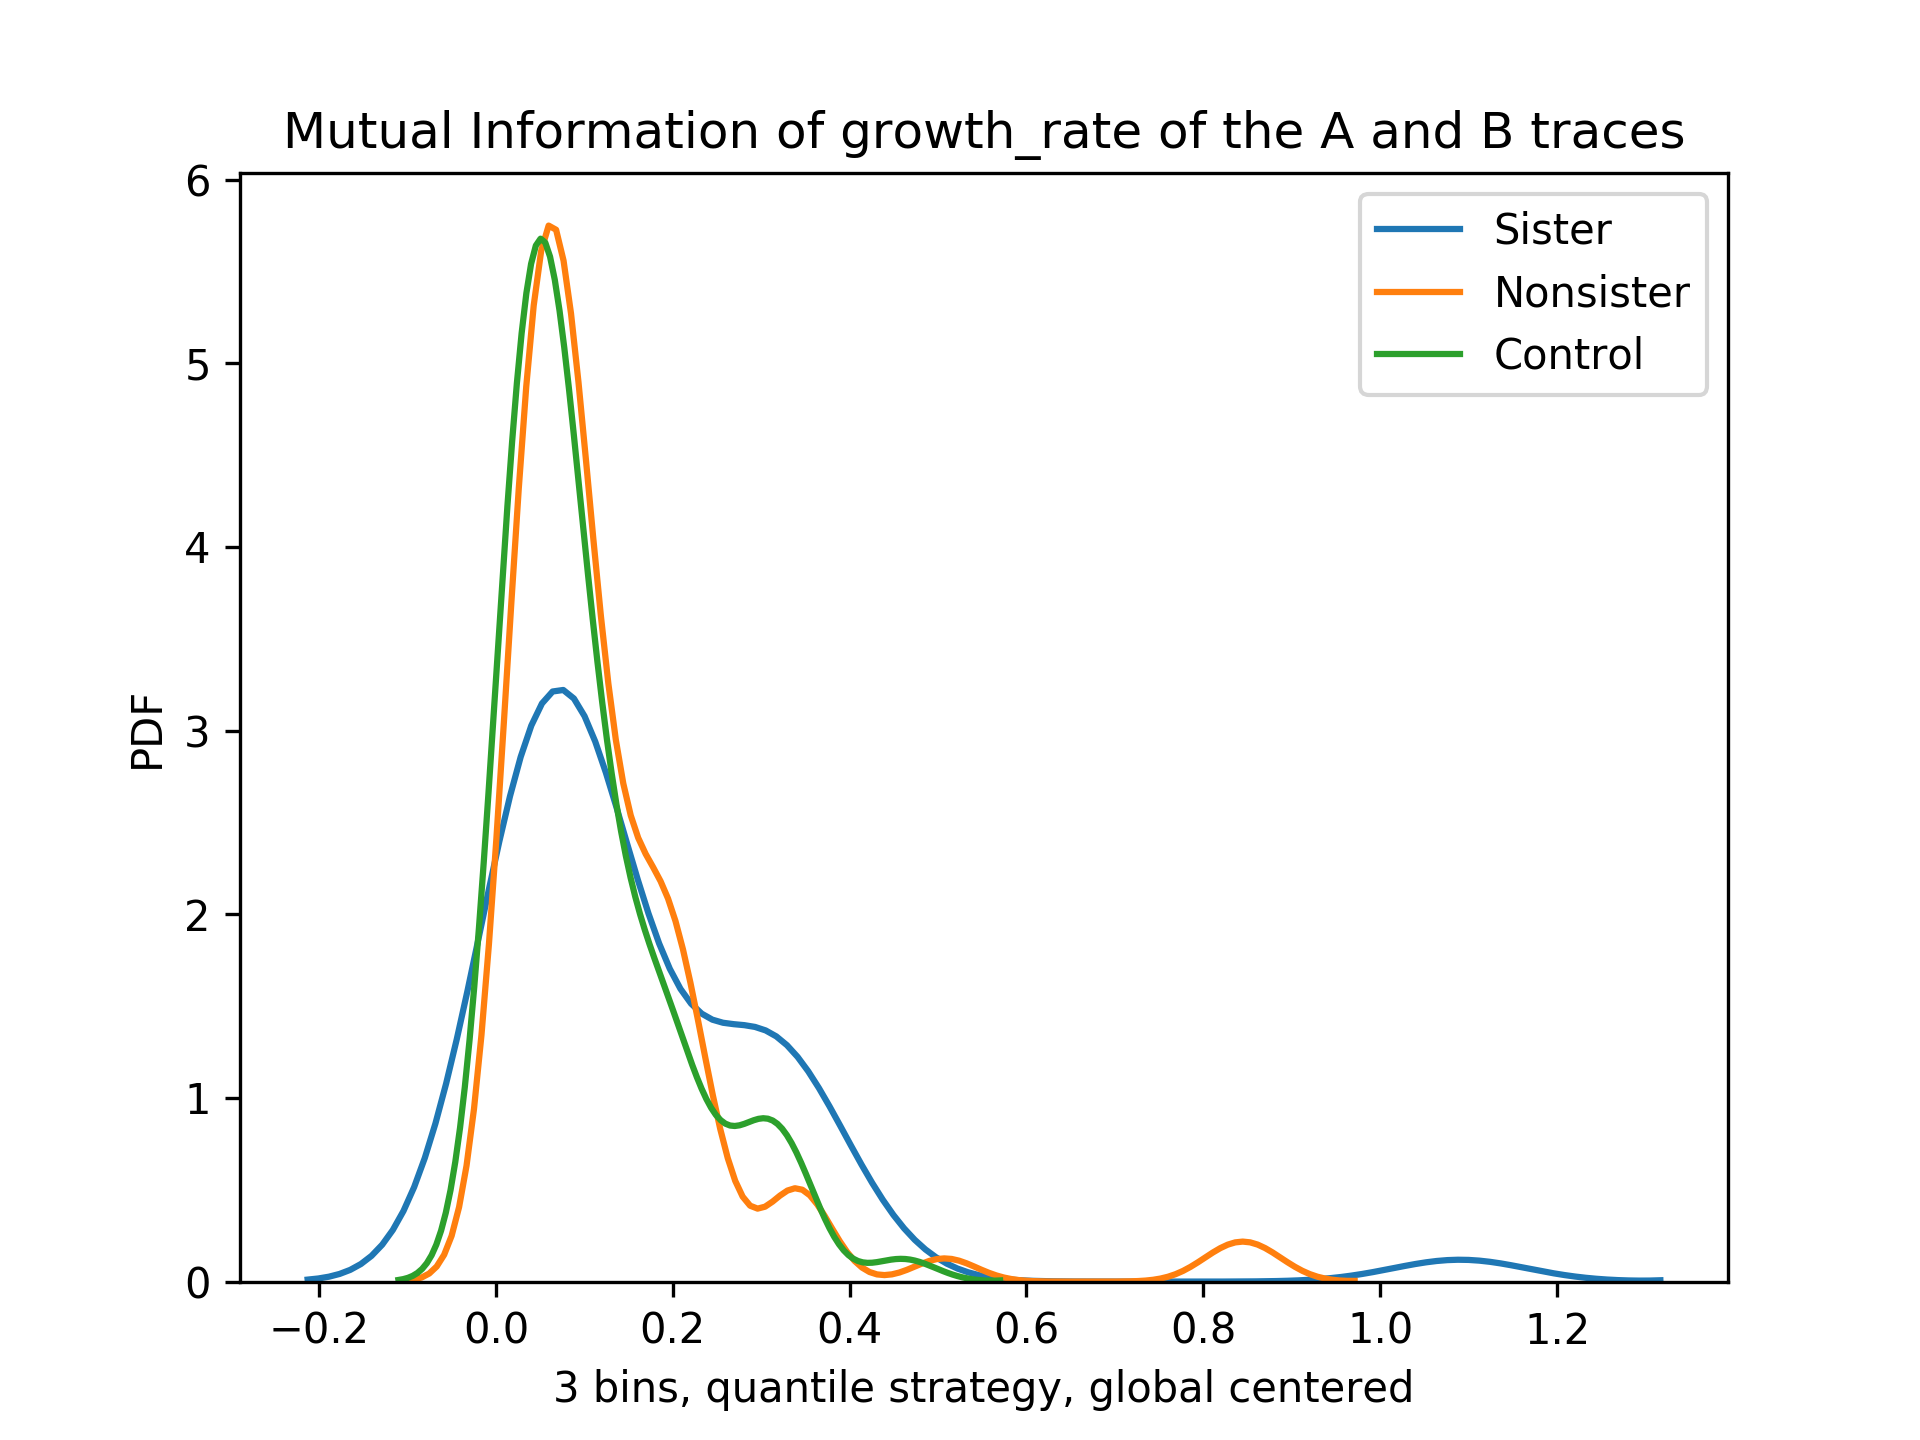 Mutual Information of growth_rate of the A and B traces
6
5
4
3
2
1
0
PDF
Sister
Nonsister
Control
−0.2 0.0 0.2 0.4 0.6 0.8 1.0 1.2
3 bins, quantile strategy, global centered